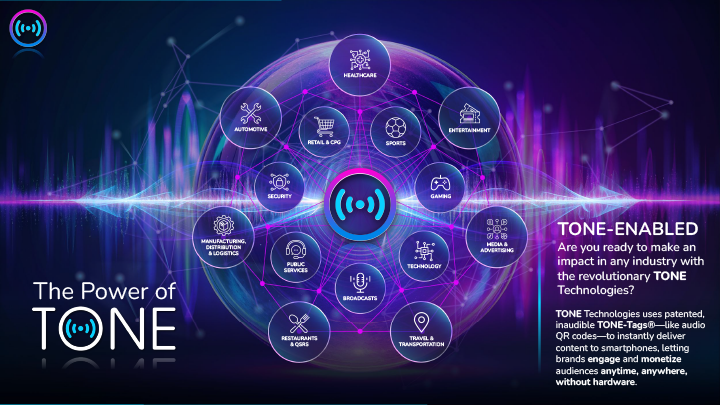 HEALTHCARE
AUTOMOTIVE
ENTERTAINMENT
RETAIL & CPG
SPORTS
SECURITY
GAMING
MANUFACTURING,
DISTRIBUTION
& LOGISTICS
MEDIA &
ADVERTISING
PUBLIC
SERVICES
TECHNOLOGY
BROADCASTS
RESTAURANTS
& QSRS
TRAVEL &
TRANSPORTATION
The Power of
TONE
TONE-ENABLED
Are you ready to make an
impact in any industry with
the revolutionary TONE
Technologies?
TONE Technologies uses patented,
inaudible TONE-Tags®—like audio
QR codes—to instantly deliver
content to smartphones, letting
brands engage and monetize
audiences anytime, anywhere,
without hardware.